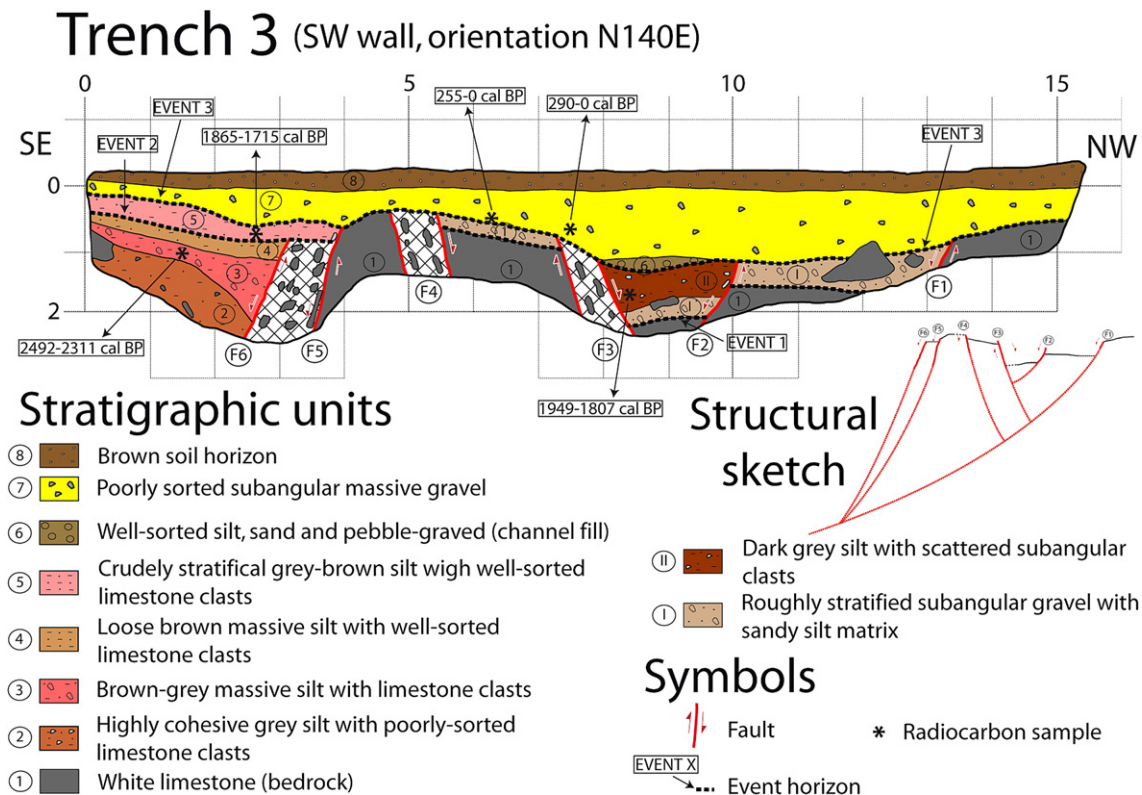 Trench 3 (SW wall, orientation N140E)
0 5 10 15
255-0 cal BP 290-0 cal BP
EVENT 3
1865-1715 cal BP
EVENT 2
EVENT 3
SE NW
0
1
2
8
7
5
4
3
2
1
1
1
6
II
I
I
1
1
F6
F5
F4
F3
F2
F1
EVENT 1
2492-2311 cal BP
1949-1807 cal BP
Stratigraphic units
8 Brown soil horizon
7 Poorly sorted subangular massive gravel
6 Well-sorted silt, sand and pebble-graved (channel fill)
5 Crudely stratifical grey-brown silt wigh well-sorted
limestone clasts
4 Loose brown massive silt with well-sorted
limestone clasts
3 Brown-grey massive silt with limestone clasts
2 Highly cohesive grey silt with poorly-sorted
limestone clasts
1 White limestone (bedrock)
Structural
sketch
F6 F5 F4 F3 F2 F1
II Dark grey silt with scattered subangular
clasts
I Roughly stratified subangular gravel with
sandy silt matrix
Symbols
Fault
* Radiocarbon sample
EVENT X
Event horizon